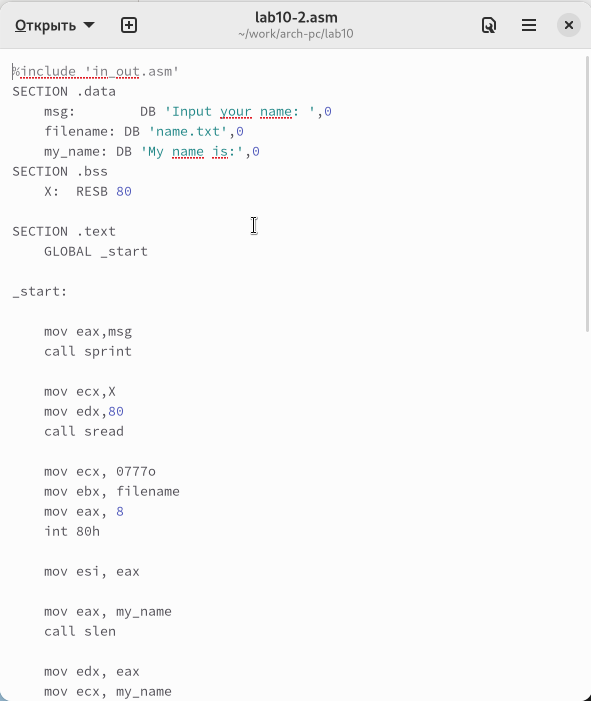 Открыть
lab10-2.asm
~/work/arch-pc/lab10
%include 'in_out.asm'
SECTION .data
    msg:        DB 'Input your name: ',0
    filename: DB 'name.txt',0
    my_name: DB 'My name is:',0
SECTION .bss
    X:  RESB 80
SECTION .text
    GLOBAL _start
_start:
    mov eax,msg
    call sprint
    mov ecx,X
    mov edx,80
    call sread
    mov ecx, 0777o
    mov ebx, filename
    mov eax, 8
    int 80h
    mov esi, eax
    mov eax, my_name
    call slen
    mov edx, eax
    mov ecx, my_name